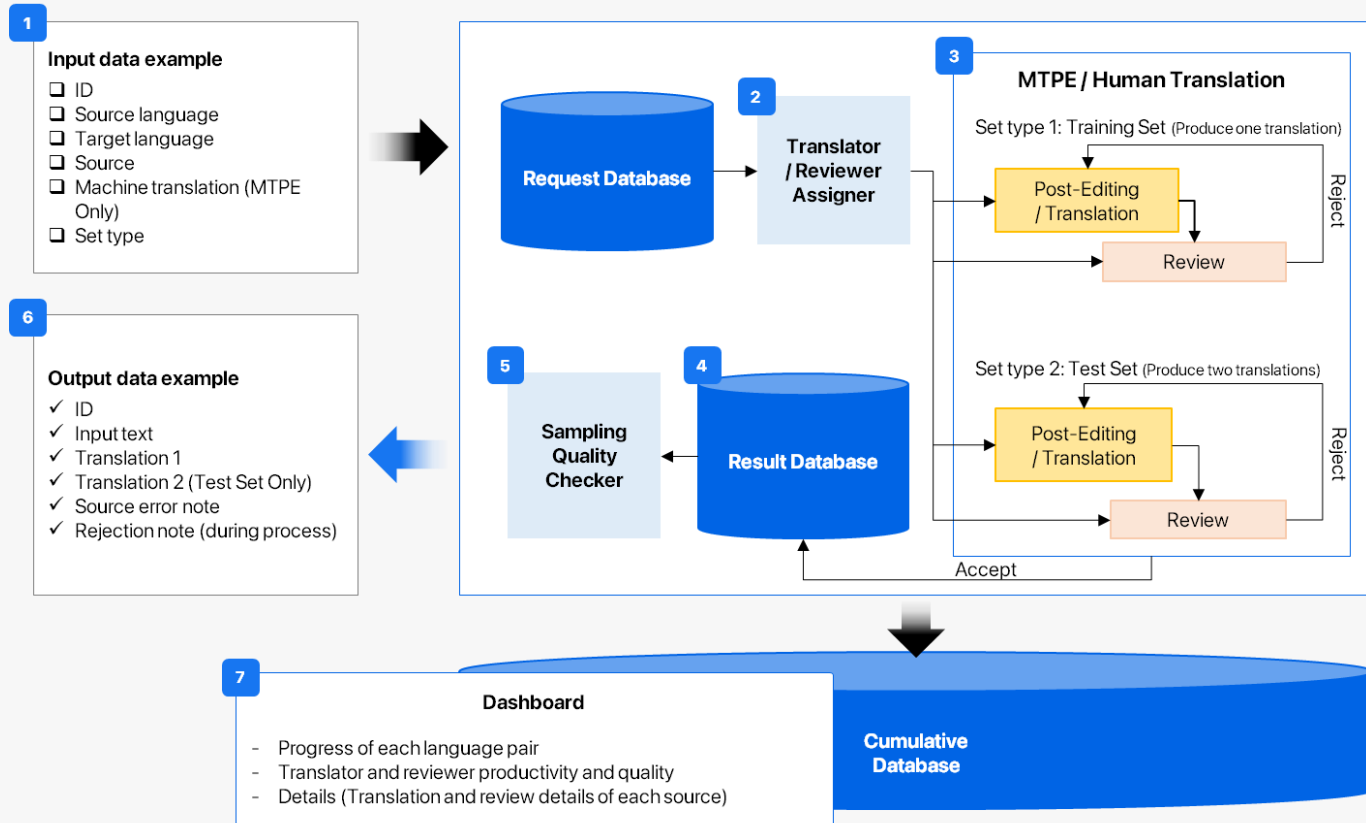 1
Input data example
❑ ID
❑ Source language
❑ Target language
❑ Source
❑ Machine translation (MTPE
Only)
❑ Set type
Request Database
2
Translator
/ Reviewer
Assigner
3
MTPE / Human Translation
Set type 1: Training Set (Produce one translation)
Post-Editing
/ Translation
Review
Reject
Set type 2: Test Set (Produce two translations)
Post-Editing
/ Translation
Review
Reject
Accept
4
Result Database
5
Sampling
Quality
Checker
6
Output data example
✓ ID
✓ Input text
✓ Translation 1
✓ Translation 2 (Test Set Only)
✓ Source error note
✓ Rejection note (during process)
7
Dashboard
- Progress of each language pair
- Translator and reviewer productivity and quality
- Details (Translation and review details of each source)
Cumulative
Database